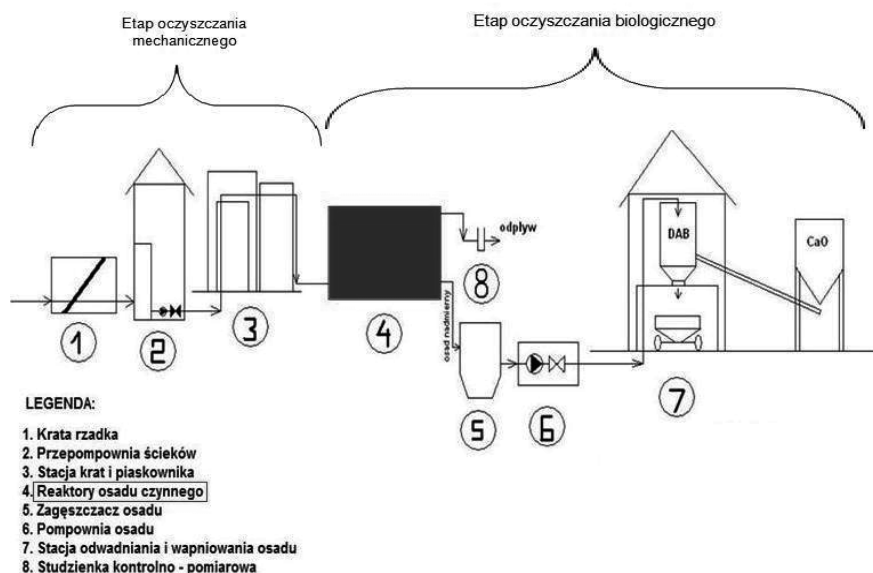 Etap oczyszczania
mechanicznego
Etap oczyszczania biologicznego
odpływ
DAB
CaO
osad nadmierny
1
2
3
4
5
6
7
8
LEGENDA:
1. Krata rzadka
2. Przepompownia ścieków
3. Stacja krat i piaskownika
4. Reaktory osadu czynnego
5. Zagęszczacz osadu
6. Pompownia osadu
7. Stacja odwadniania i wapniowania osadu
8. Studzienka kontrolno - pomiarowa